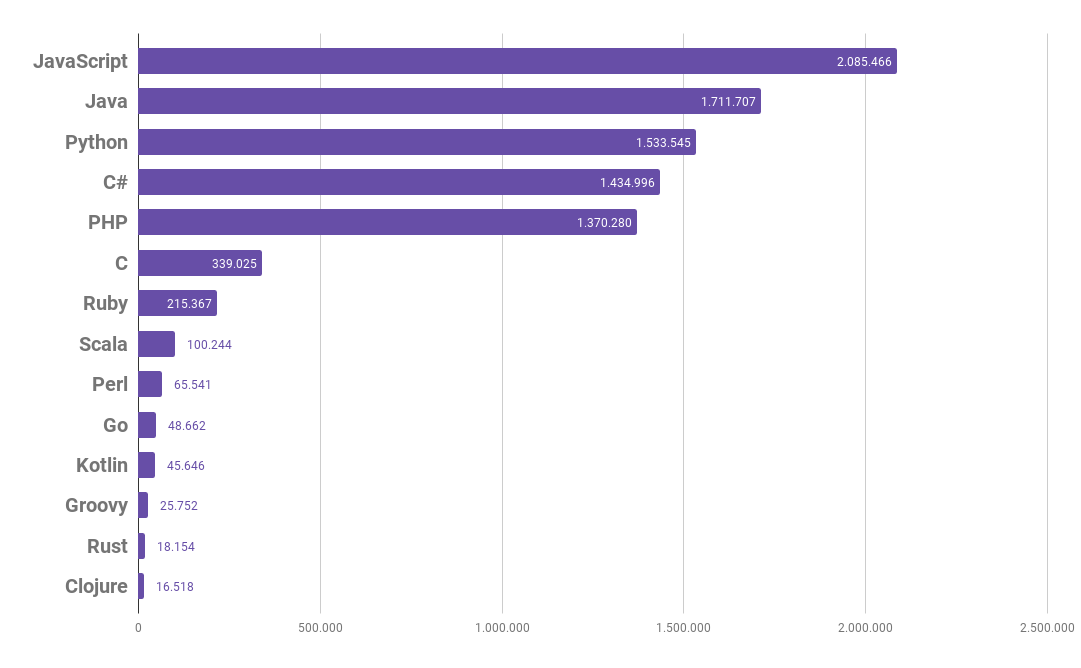 JavaScript 2.085.466
Java 1.711.707
Python 1.533.545
C# 1.434.996
PHP 1.370.280
C 339.025
Ruby 215.367
Scala 100.244
Perl 65.541
Go 48.662
Kotlin 45.646
Groovy 25.752
Rust 18.154
Clojure 16.518
0 500.000 1.000.000 1.500.000 2.000.000 2.500.000